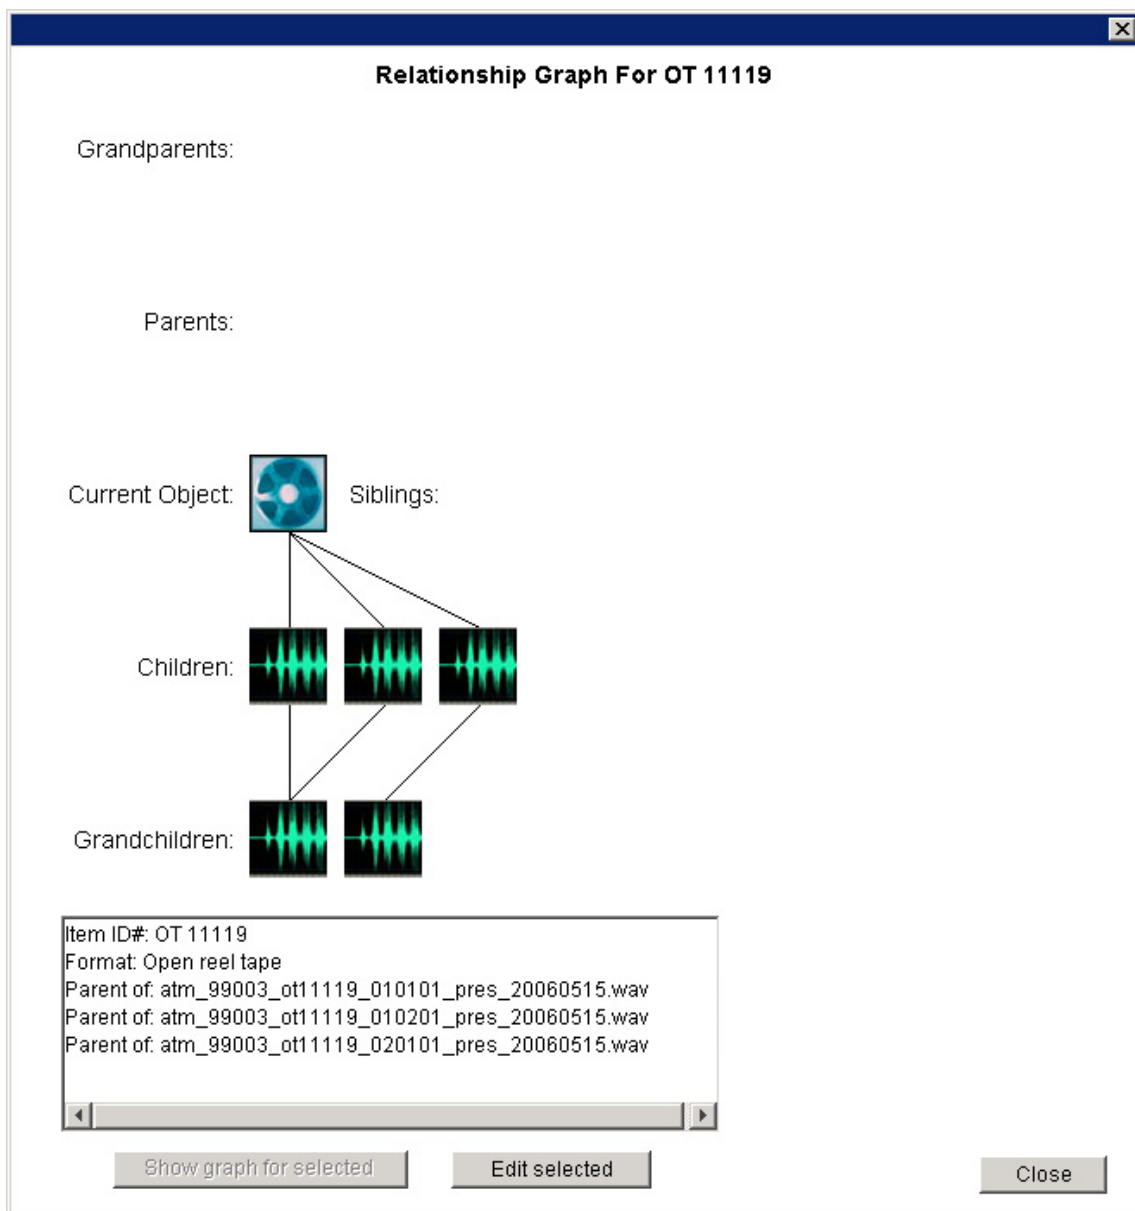 Relationship Graph For OT 11119
Grandparents:
Parents:
Current Object:
Siblings:
Children:
Grandchildren:
Item ID#: OT 11119
Format: Open reel tape
Parent of: atm_99003_ot11119_010101_pres_20060515.wav
Parent of: atm_99003_ot11119_010201_pres_20060515.wav
Parent of: atm_99003_ot11119_020101_pres_20060515.wav
Show graph for selected
Edit selected
Close